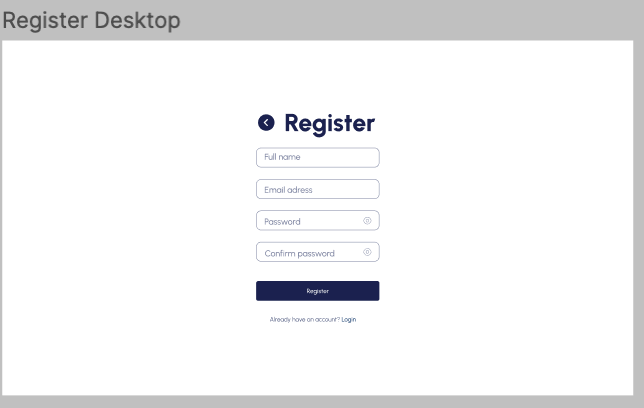 Register Desktop
Register
Full name
Email adress
Password
Confirm password
Register
Already have an account? Login